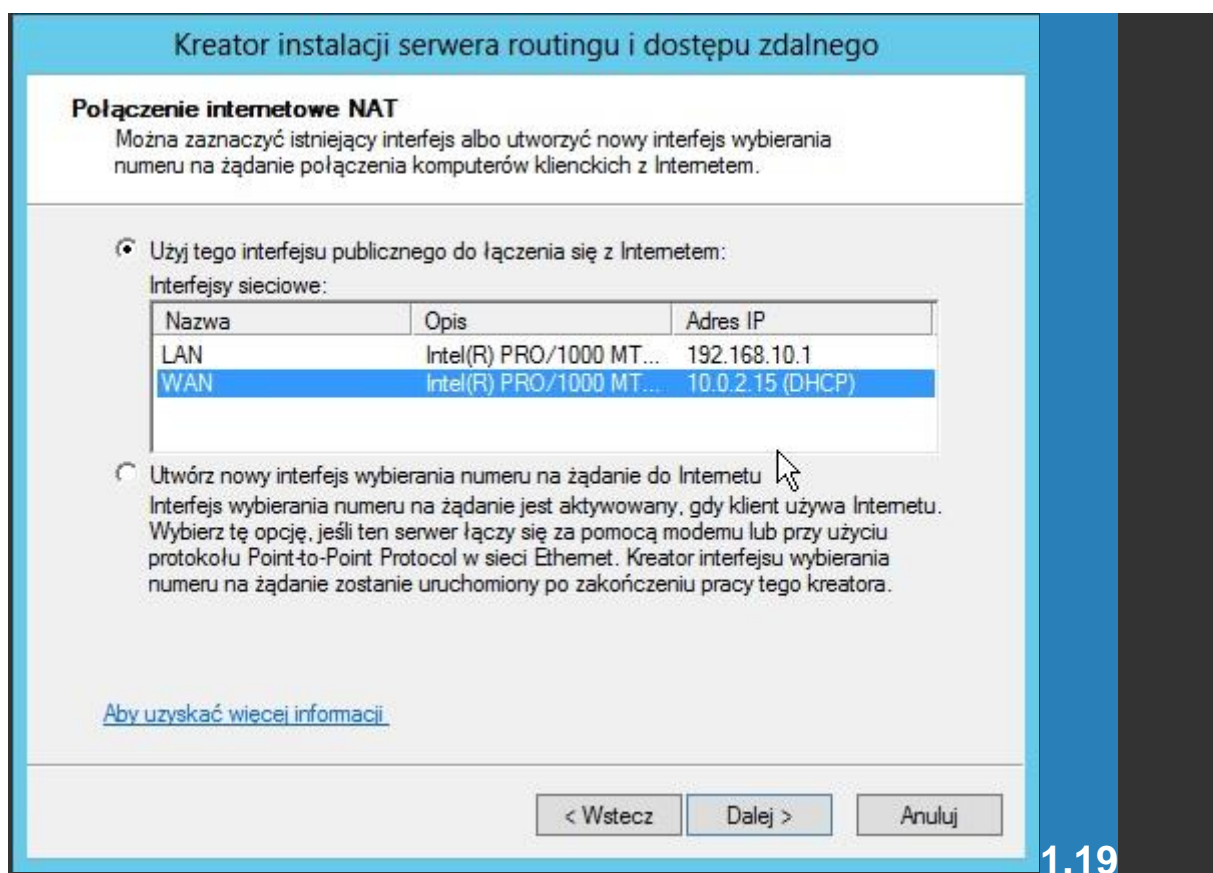 Kreator instalacji serwera routingu i dostępu zdalnego
Połączenie internetowe NAT
Można zaznaczyć istniejący interfejs albo utworzyć nowy interfejs wybierania
numeru na żądanie połączenia komputerów klienckich z Internetem.
Użyj tego interfejsu publicznego do łączenia się z Internetem:
Interfejsy sieciowe:
Nazwa Opis Adres IP
LAN Intel(R) PRO/1000 MT... 192.168.10.1
WAN Intel(R) PRO/1000 MT... 10.0.2.15 (DHCP)
Utwórz nowy interfejs wybierania numeru na żądanie do Internetu
Interfejs wybierania numeru na żądanie jest aktywowany, gdy klient używa Internetu.
Wybierz tę opcję, jeśli ten serwer łączy się za pomocą modemu lub przy użyciu
protokołu Point-to-Point Protocol w sieci Ethernet. Kreator interfejsu wybierania
numeru na żądanie zostanie uruchomiony po zakończeniu pracy tego kreatora.
Aby uzyskać więcej informacji
< Wstecz Dalej > Anuluj
1.19